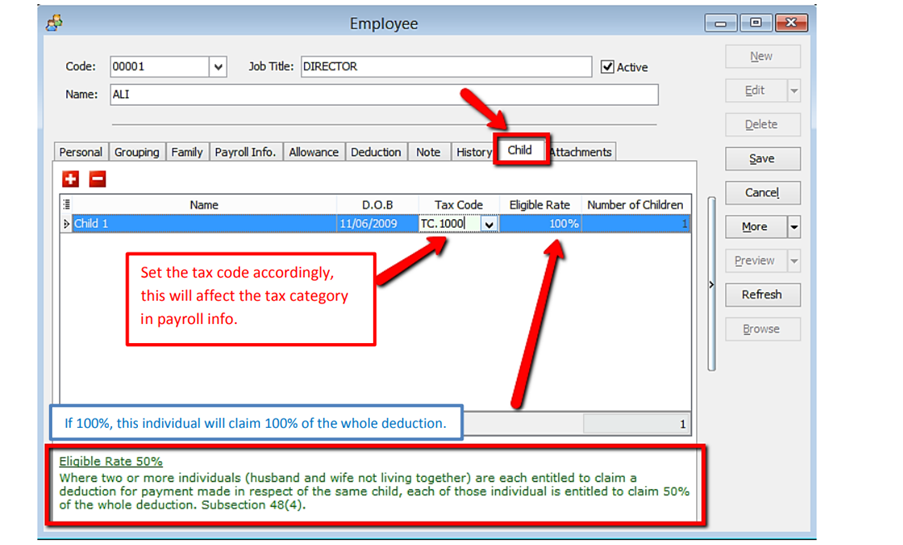 Employee
Code: 00001 Job Title: DIRECTOR Active
Name: ALI
Personal Grouping Family Payroll Info. Allowance Deduction Note History Child Attachments
Name D.O.B Tax Code Eligible Rate Number of Children
Child 1 11/06/2009 TC.1000 100% 1
Set the tax code accordingly,
this will affect the tax category
in payroll info.
If 100%, this individual will claim 100% of the whole deduction.
1
Eligible Rate 50%
Where two or more individuals (husband and wife not living together) are each entitled to claim a
deduction for payment made in respect of the same child, each of those individual is entitled to claim 50%
of the whole deduction. Subsection 48(4).
New
Edit
Delete
Save
Cancel
More
Preview
Refresh
Browse